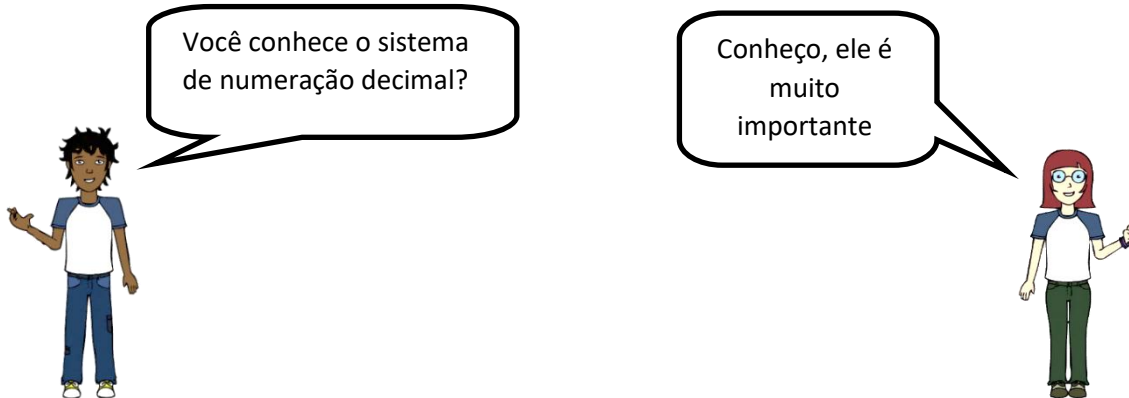 Você conhece o sistema
de numeração decimal?
Conheço, ele é
muito
importante